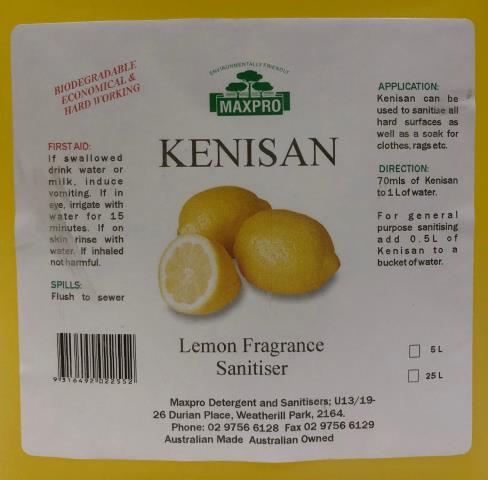 BIODEGRADABLE
ECONOMICAL &
HARD WORKING
ENVIRONMENTALLY FRIENDLY
MAXPRO
KENISAN
FIRST AID:
If swallowed
drink water or
milk, induce
vomiting. If in
eye, irrigate with
water for 15
minutes. If on
skin rinse with
water. If inhaled
not harmful.
SPILLS:
Flush to sewer
APPLICATION:
Kenisan can be
used to sanitise all
hard surfaces as
well as a soak for
clothes, rags etc.
DIRECTION:
70mls of Kenisan
to 1 L of water.
For general
purpose sanitising
add 0.5L of
Kenisan to a
bucket of water.
Lemon Fragrance
Sanitiser
5 L
25 L
9 316492 022552
Maxpro Detergent and Sanitisers; U13/19-
26 Durian Place, Weatherill Park, 2164.
Phone: 02 9756 6128 Fax 02 9756 6129
Australian Made Australian Owned